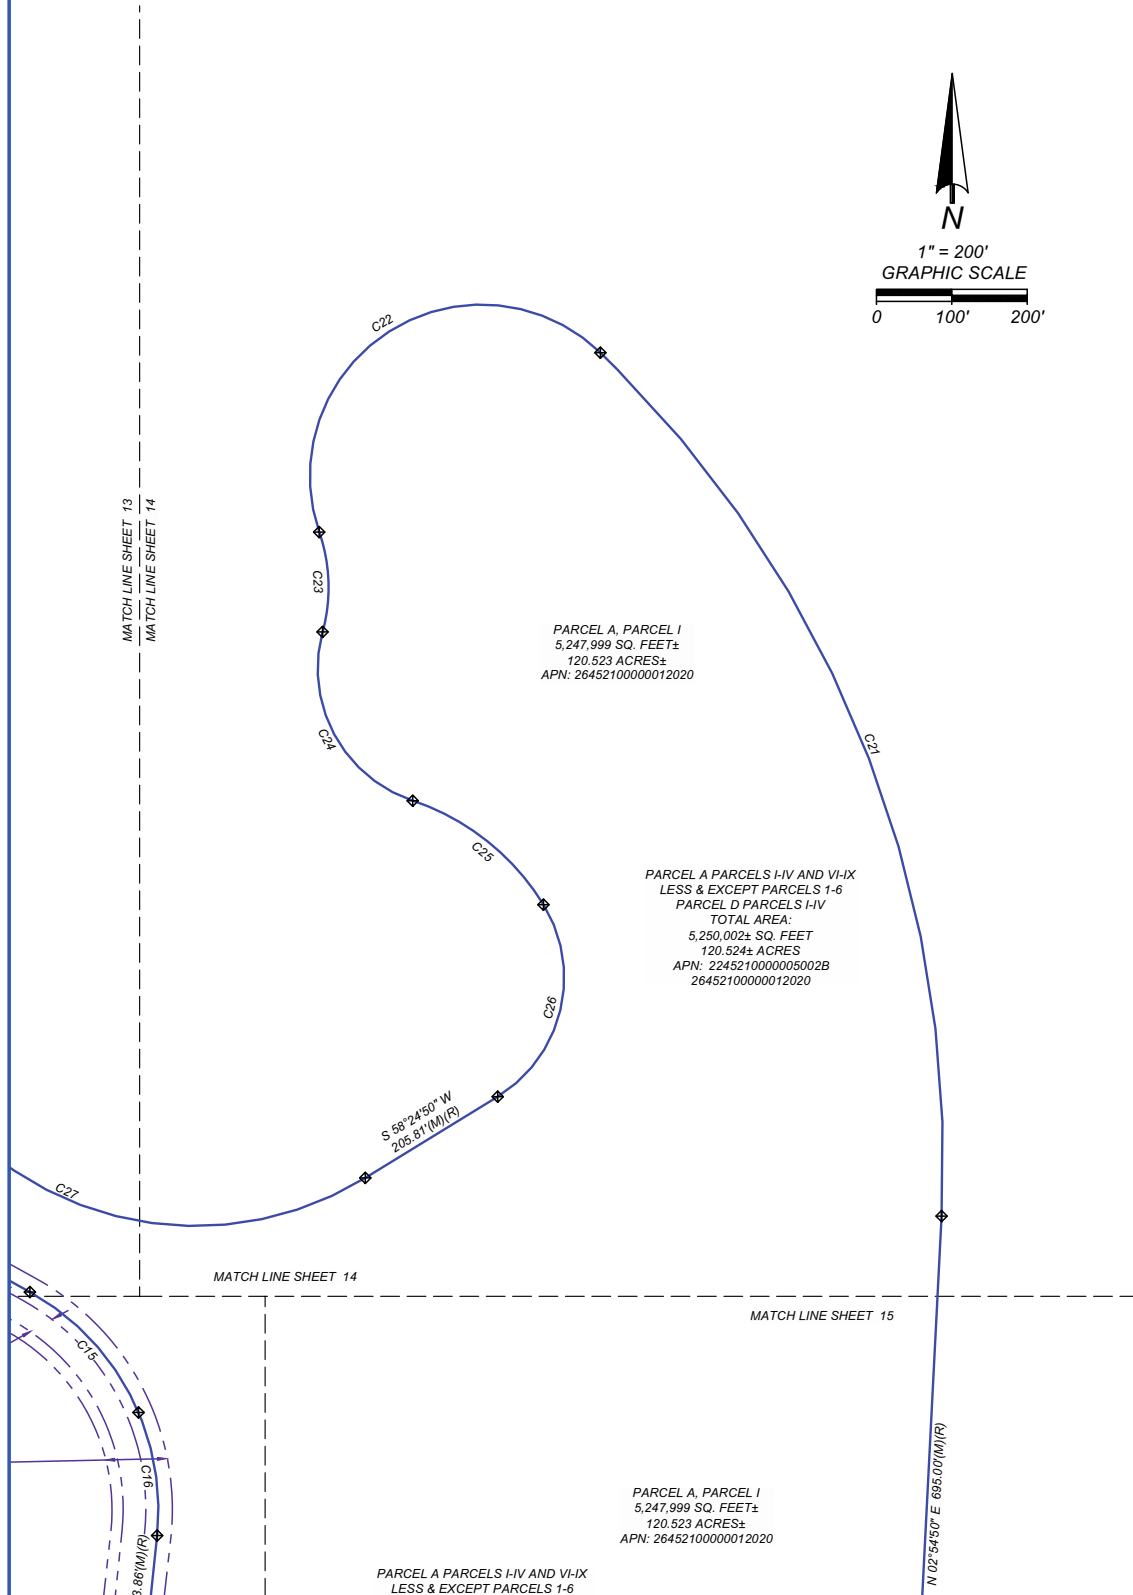 N
1" = 200'
GRAPHIC SCALE
0 100' 200'
C22
MATCH LINE SHEET 13
MATCH LINE SHEET 14
C23
PARCEL A, PARCEL I
5,247,999 SQ. FEET±
120.523 ACRES±
APN: 26452100000012020
C24
C21
C25
PARCEL A PARCELS I-IV AND VI-IX
LESS & EXCEPT PARCELS 1-6
PARCEL D PARCELS I-IV
TOTAL AREA:
5,250,002± SQ. FEET
120.524± ACRES
APN: 2245210000005002B
26452100000012020
C26
S 58°24'50" W
205.81'(M)(R)
C27
MATCH LINE SHEET 14
MATCH LINE SHEET 15
C15
C16
N 02°54'50" E 695.00'(M)(R)
PARCEL A, PARCEL I
5,247,999 SQ. FEET±
120.523 ACRES±
APN: 26452100000012020
.86'(M)(R)
PARCEL A PARCELS I-IV AND VI-IX
LESS & EXCEPT PARCELS 1-6